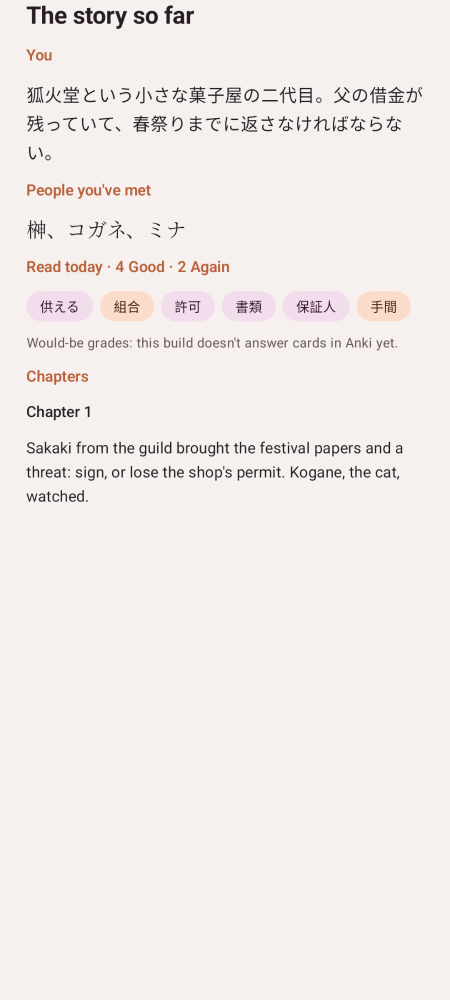 The story so far
You
狐火堂という小さな菓子屋の二代目。父の借金が
残っていて、春祭りまでに返さなければならな
い。
People you've met
榊、コガネ、ミナ
Read today · 4 Good · 2 Again
供える 組合 許可 書類 保証人 手間
Would-be grades: this build doesn't answer cards in Anki yet.
Chapters
Chapter 1
Sakaki from the guild brought the festival papers and a
threat: sign, or lose the shop's permit. Kogane, the cat,
watched.